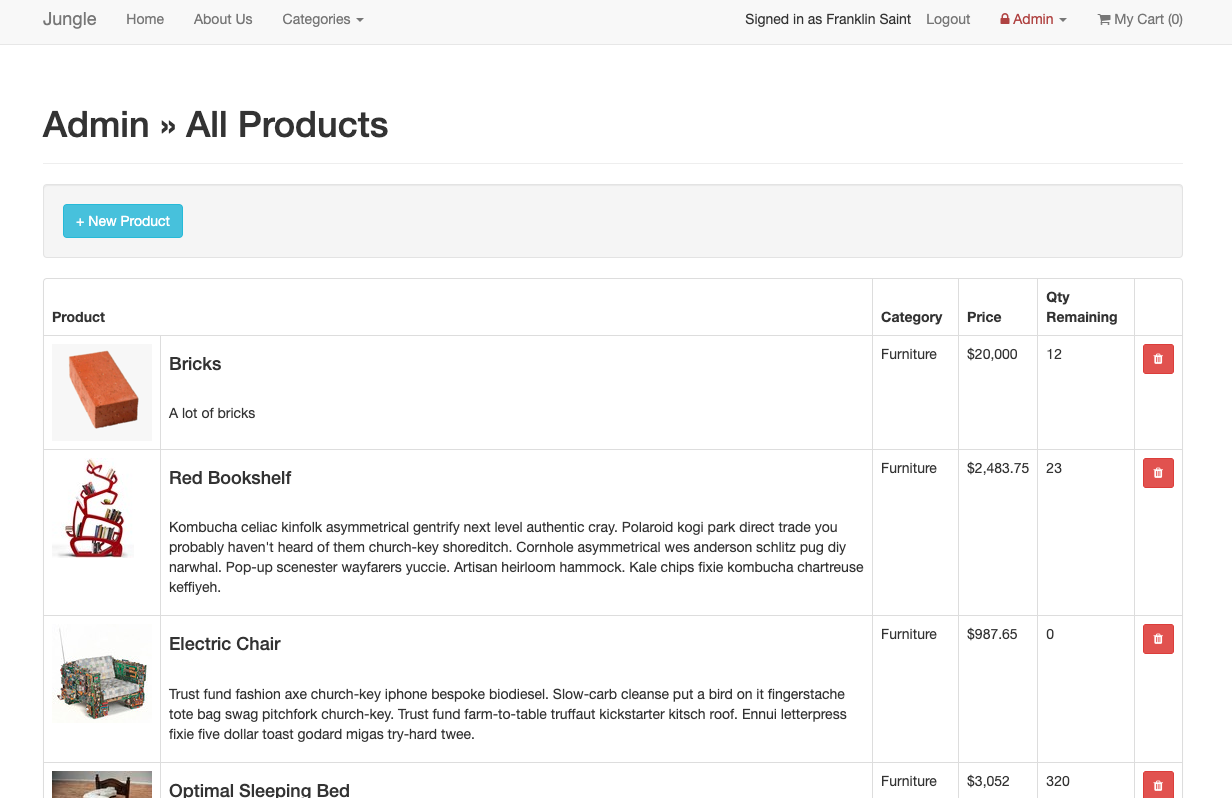 Jungle Home About Us Categories Signed in as Franklin Saint Logout Admin My Cart (0)
Admin » All Products
+ New Product
Product Category Price Qty Remaining
Bricks Furniture $20,000 12
A lot of bricks
Red Bookshelf Furniture $2,483.75 23
Kombucha celiac kinfolk asymmetrical gentrify next level authentic cray. Polaroid kogi park direct trade you
probably haven't heard of them church-key shoreditch. Cornhole asymmetrical wes anderson schlitz pug diy
narwhal. Pop-up scenester wayfarers yuccie. Artisan heirloom hammock. Kale chips fixie kombucha chartreuse
keffiyeh.
Electric Chair Furniture $987.65 0
Trust fund fashion axe church-key iphone bespoke biodiesel. Slow-carb cleanse put a bird on it fingerstache
tote bag swag pitchfork church-key. Trust fund farm-to-table truffaut kickstarter kitsch roof. Ennui letterpress
fixie five dollar toast godard migas try-hard twee.
Optimal Sleeping Bed Furniture $3,052 320